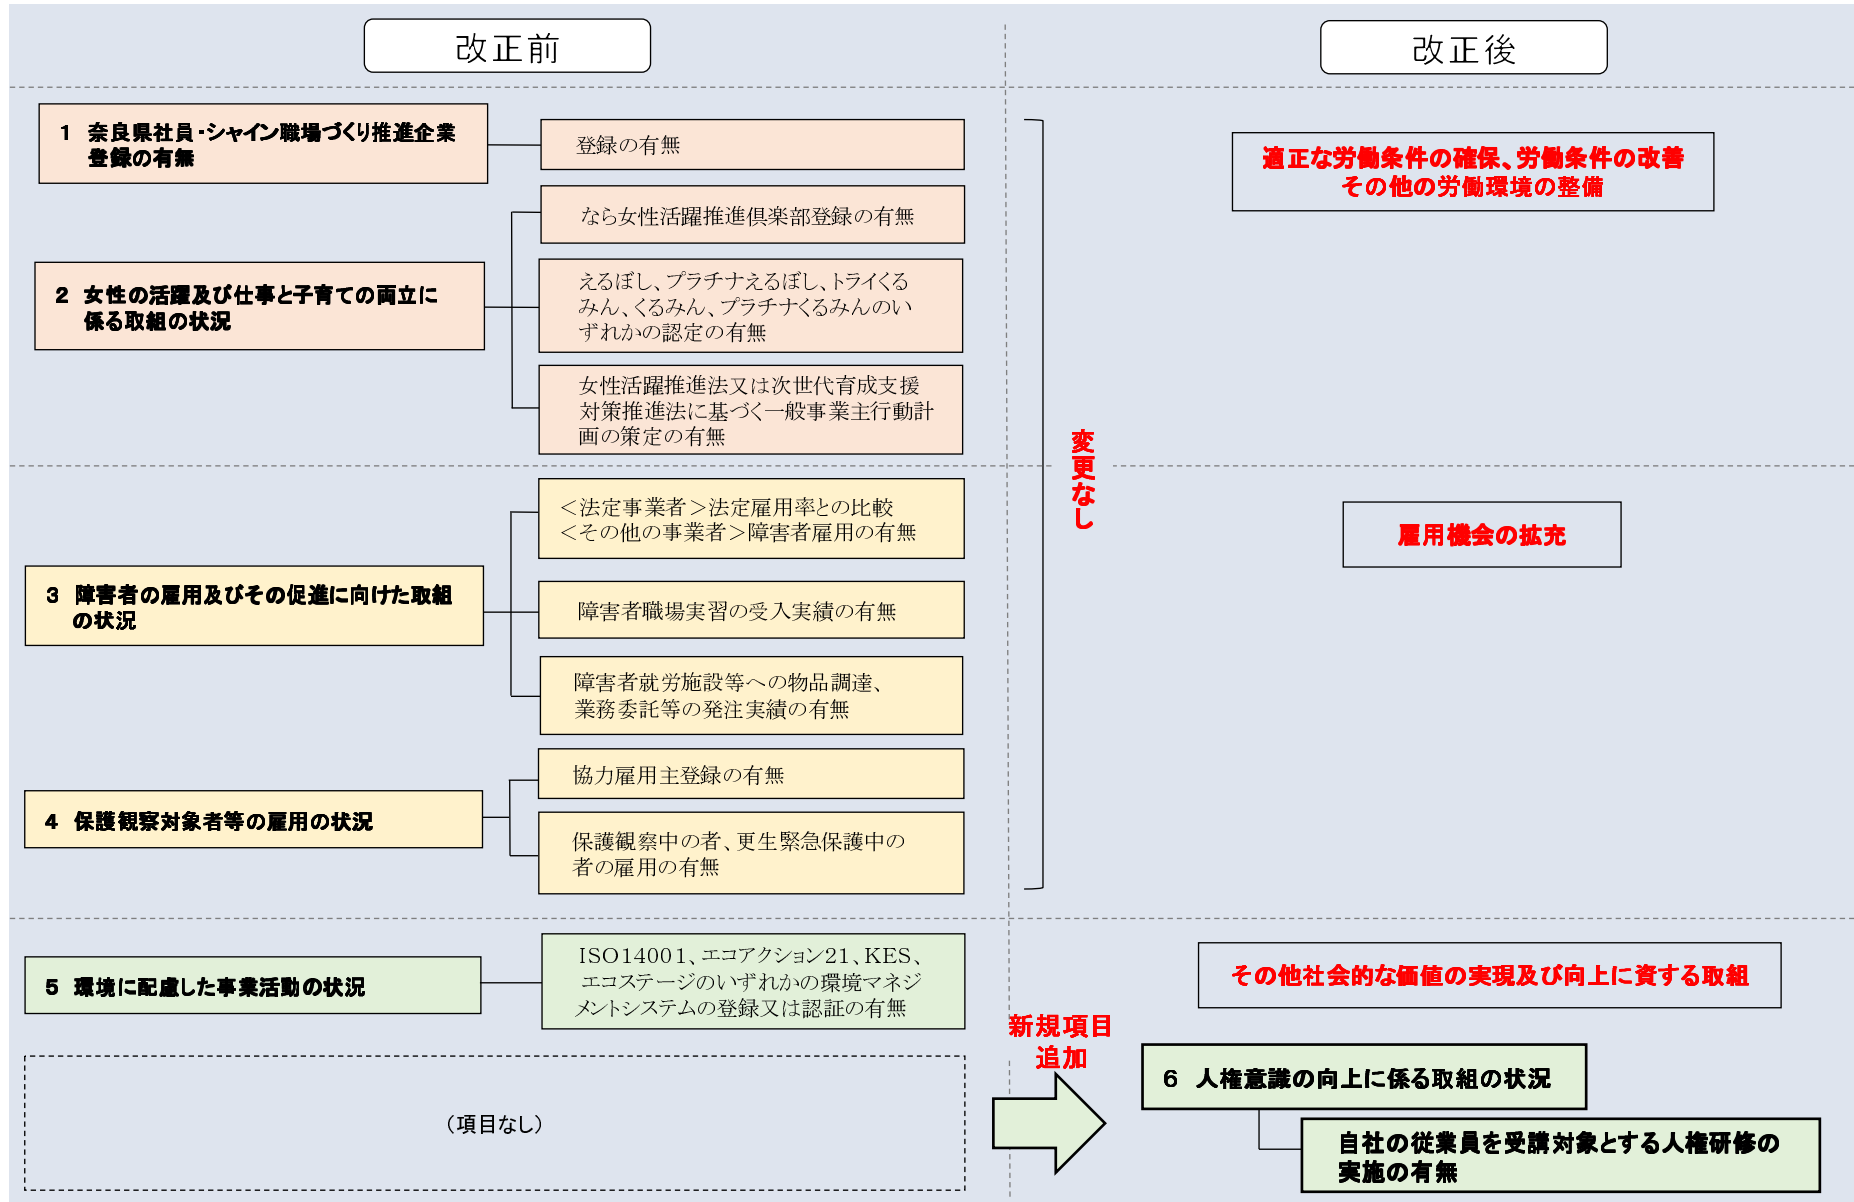 改正前
改正後
1 奈良県社員・シャイン職場づくり推進企業
登録の有無
登録の有無
適正な労働条件の確保、労働条件の改善
その他の労働環境の整備
2 女性の活躍及び仕事と子育ての両立に
係る取組の状況
なら女性活躍推進倶楽部登録の有無
えるぼし、プラチナえるぼし、トライくる
みん、くるみん、プラチナくるみんのい
ずれかの認定の有無
女性活躍推進法又は次世代育成支援
対策推進法に基づく一般事業主行動計
画の策定の有無
変更なし
3 障害者の雇用及びその促進に向けた取組
の状況
<法定事業者>法定雇用率との比較
<その他の事業者>障害者雇用の有無
障害者職場実習の受入実績の有無
障害者就労施設等への物品調達、
業務委託等の発注実績の有無
雇用機会の拡充
4 保護観察対象者等の雇用の状況
協力雇用主登録の有無
保護観察中の者、更生緊急保護中の
者の雇用の有無
5 環境に配慮した事業活動の状況
ISO14001、エコアクション21、KES、
エコステージのいずれかの環境マネジ
メントシステムの登録又は認証の有無
その他社会的な価値の実現及び向上に資する取組
(項目なし)
新規項目
追加
6 人権意識の向上に係る取組の状況
自社の従業員を受講対象とする人権研修の
実施の有無